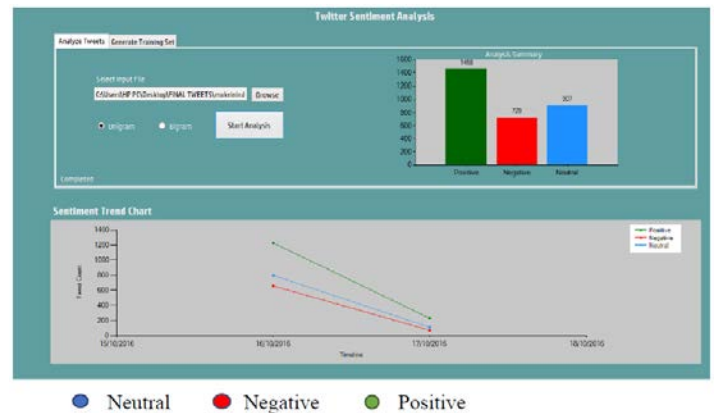 Twitter Sentiment Analysis
Analyze Tweets Generate Training Set
Select Input File
Browse
Unigram Bigram Start Analysis
Completed
Analysis Summary
1600
1400
1200
1000
800
600
400
200
0
729
907
Positive Negative Neutral
Sentiment Trend Chart
Positive
Negative
Neutral
Tweet Count
1400
1200
1000
800
600
400
200
0
15/10/2016 16/10/2016 17/10/2016 18/10/2016
Timeline
Neutral Negative Positive